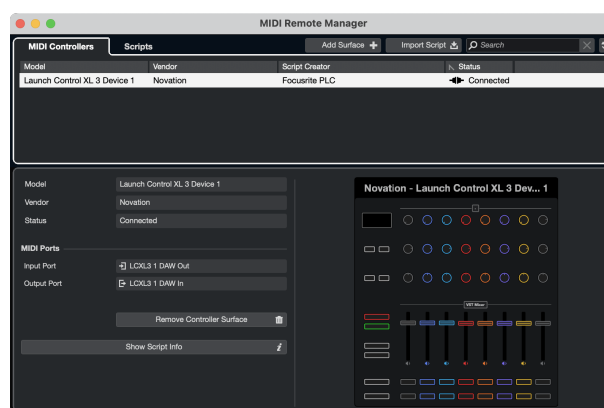 MIDI Remote Manager
MIDI Controllers Scripts Add Surface Import Script Search
Model Vendor Script Creator Status
Launch Control XL 3 Device 1 Novation Focusrite PLC Connected
Model Launch Control XL 3 Device 1
Vendor Novation
Status Connected
MIDI Ports
Input Port LCXL3 1 DAW Out
Output Port LCXL3 1 DAW In
Remove Controller Surface
Show Script Info i
Novation - Launch Control XL 3 Dev... 1
VST Mixer